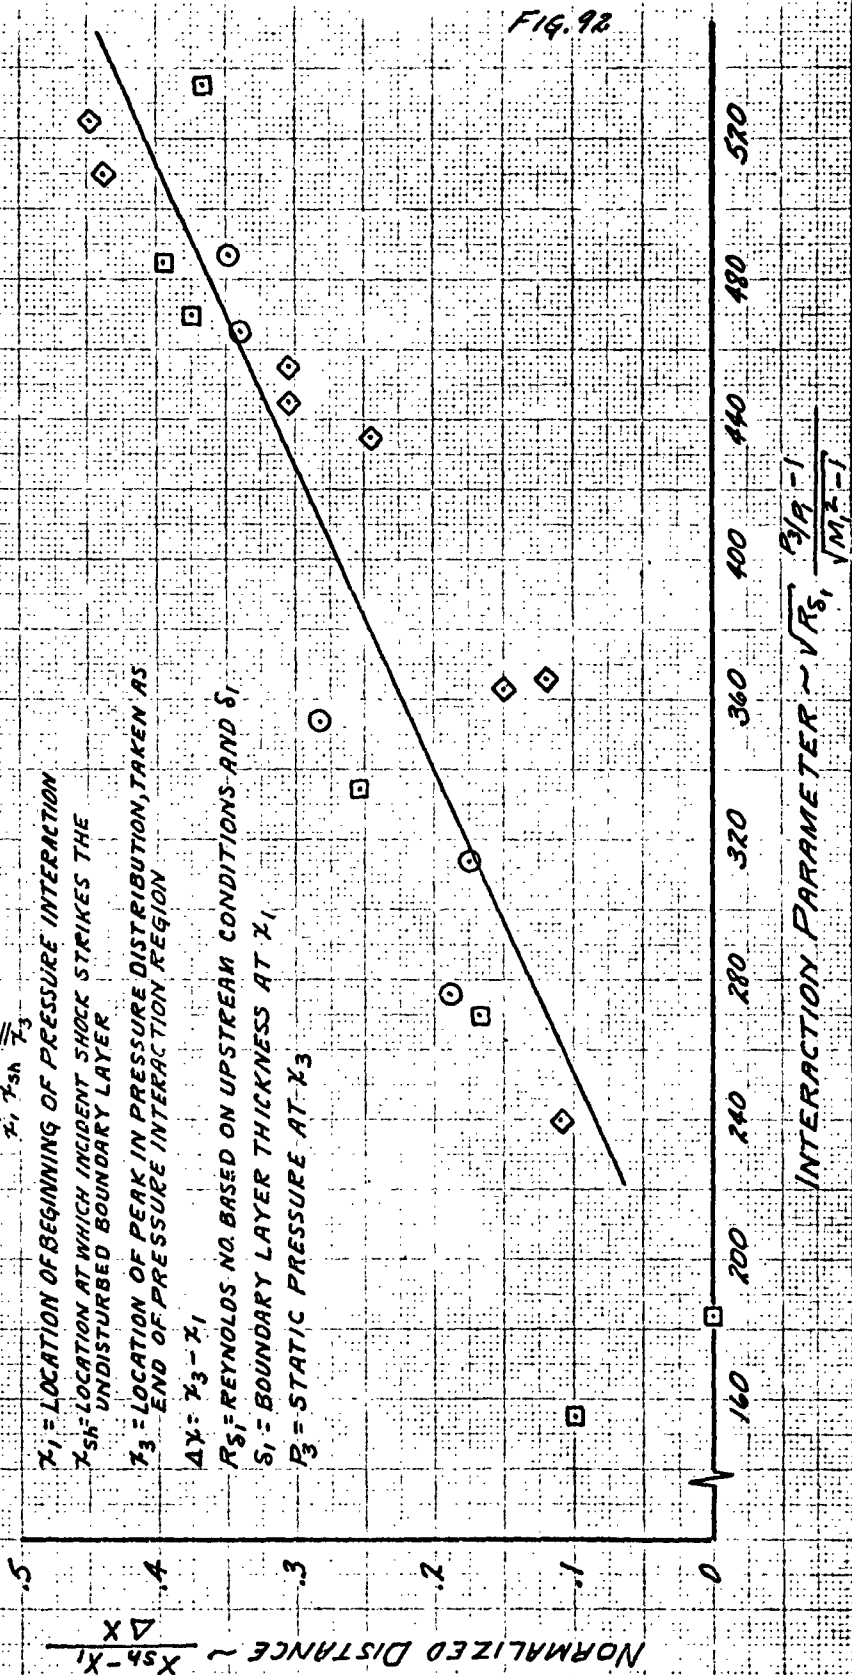 FIG. 92
x₁ x_sh x₃
x₁ = LOCATION OF BEGINNING OF PRESSURE INTERACTION
x_sh = LOCATION AT WHICH INCIDENT SHOCK STRIKES THE
UNDISTURBED BOUNDARY LAYER
x₃ = LOCATION OF PEAK IN PRESSURE DISTRIBUTION, TAKEN AS
END OF PRESSURE INTERACTION REGION
Δx = x₃ - x₁
R_δ₁ = REYNOLDS NO. BASED ON UPSTREAM CONDITIONS AND δ₁
δ₁ = BOUNDARY LAYER THICKNESS AT x₁
P₃ = STATIC PRESSURE AT x₃
NORMALIZED DISTANCE ~ (x_sh - x₁)/ΔX
.5
.4
.3
.2
.1
0
160 200 240 280 320 360 400 440 480 520
INTERACTION PARAMETER ~ √R_δ₁ (P₃/P₁ - 1)/√(M₁² - 1)